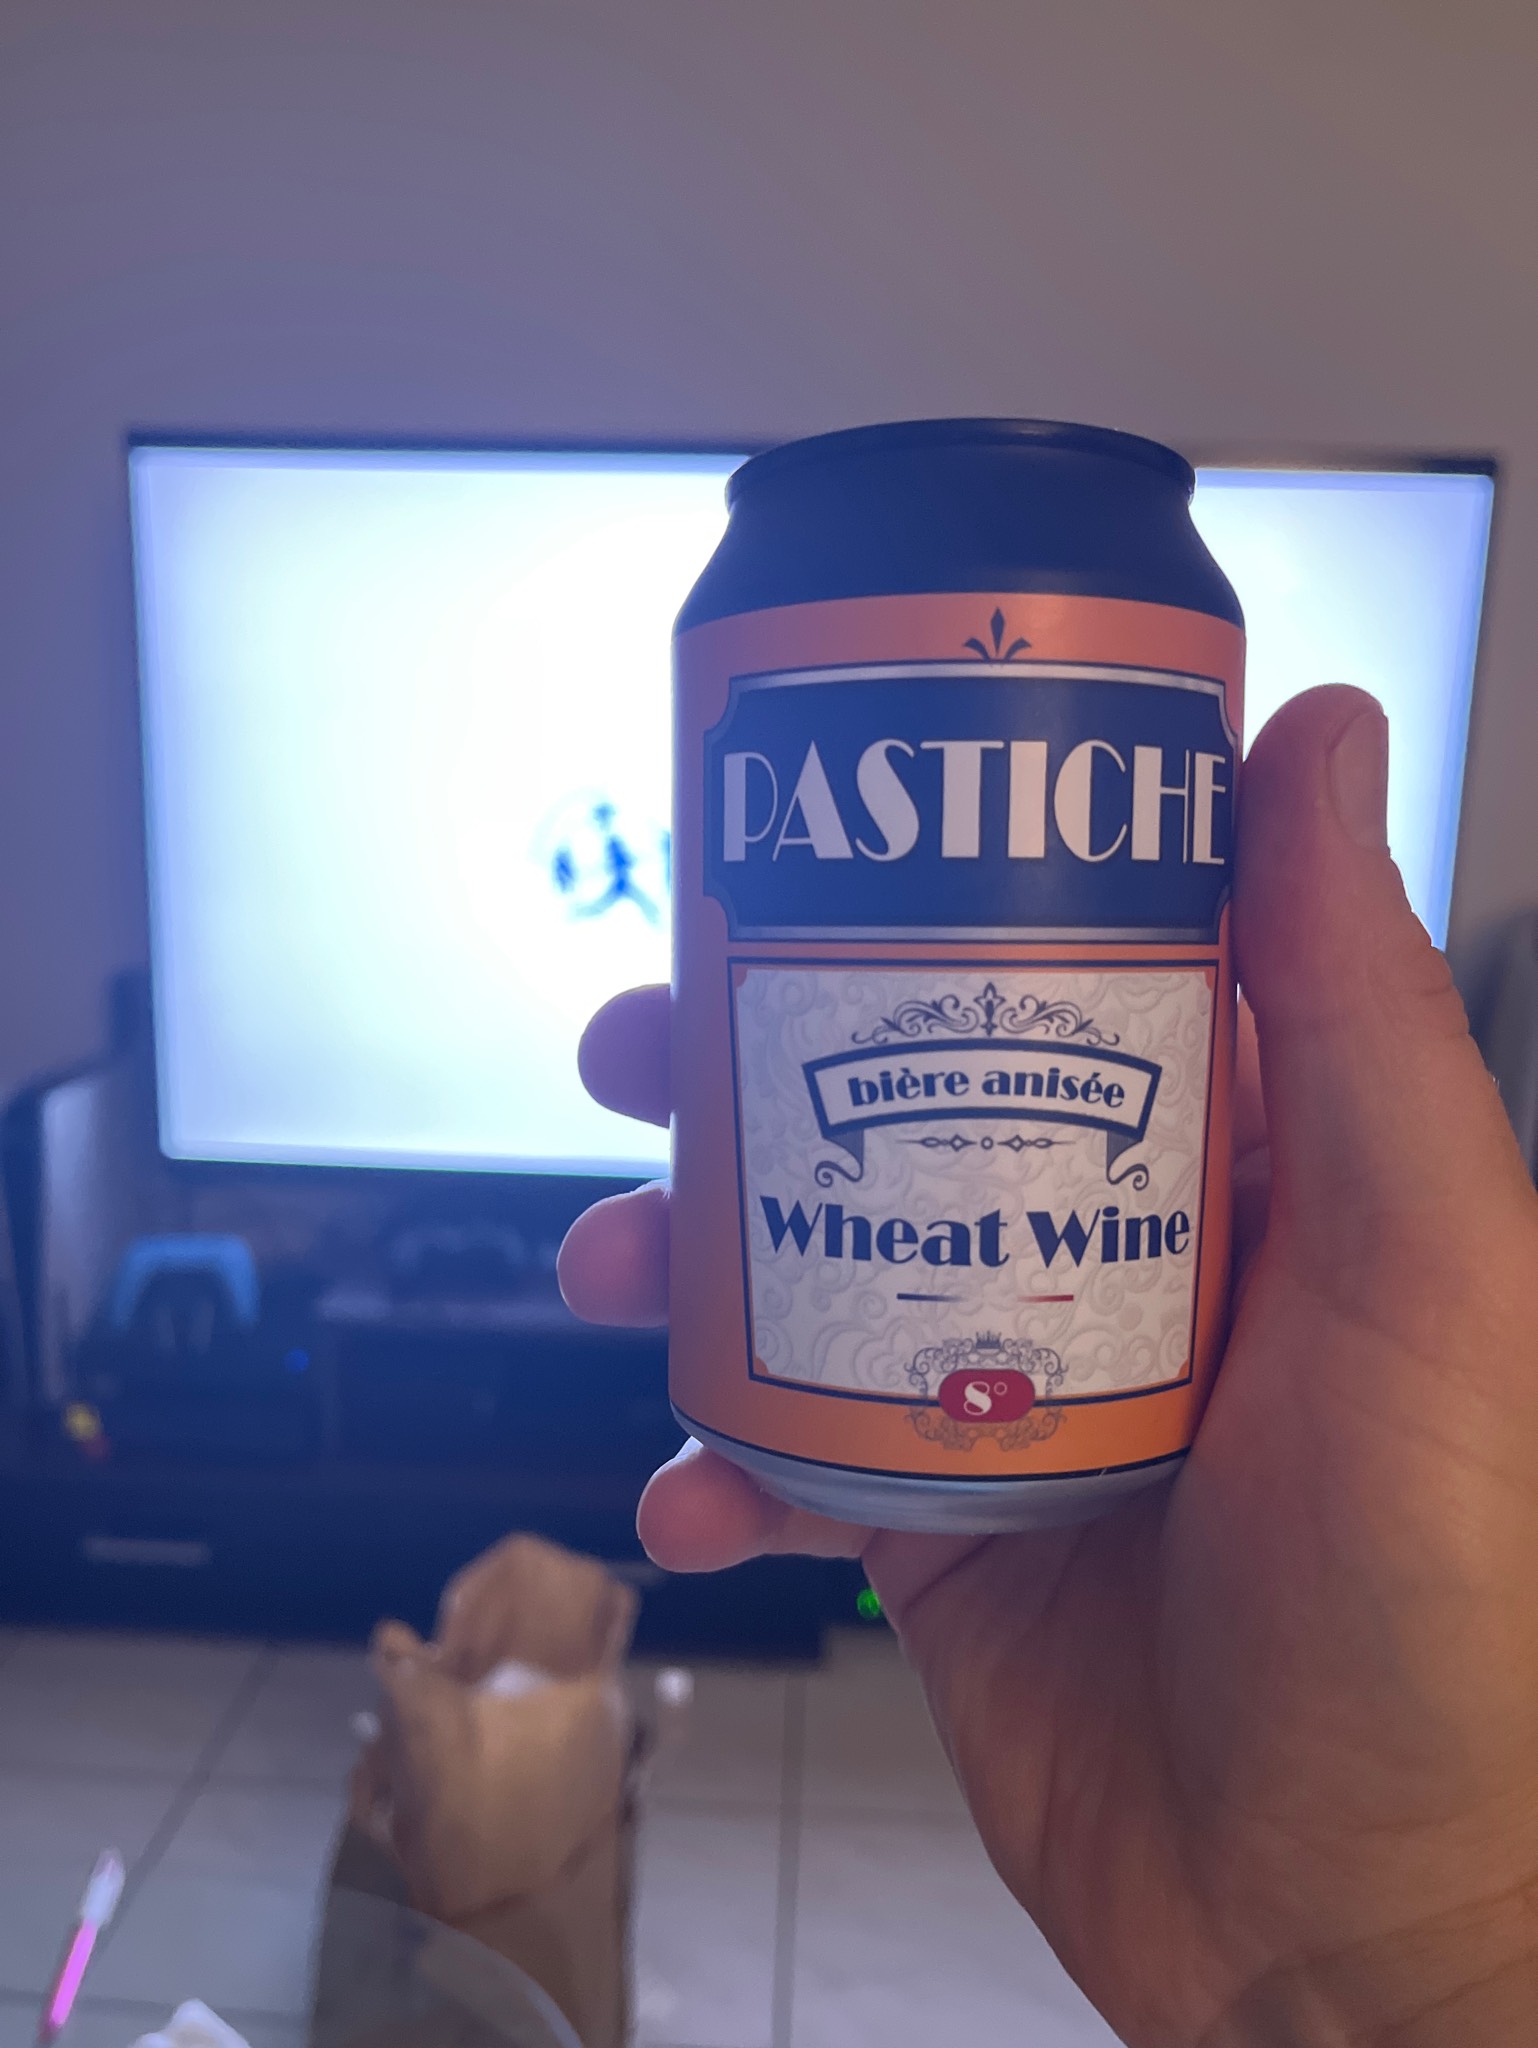 PASTICHE
bière anisée
Wheat Wine
8°